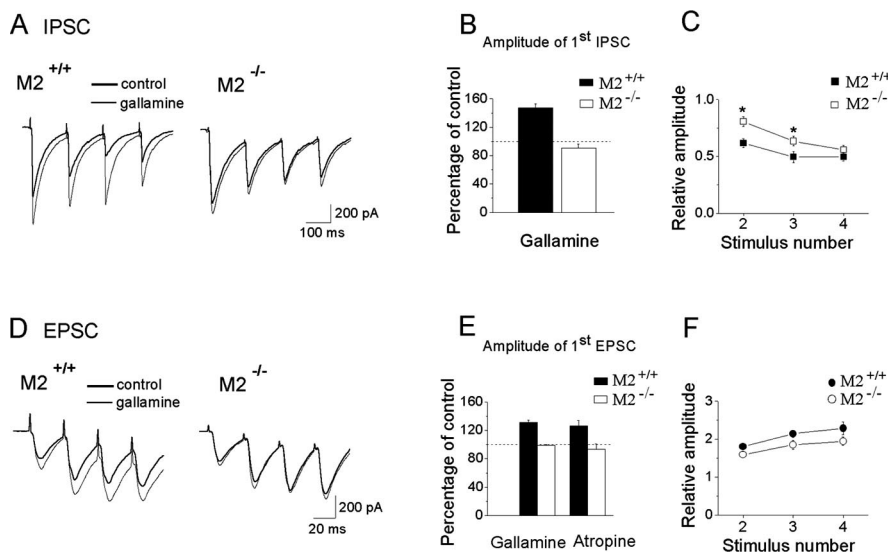 A IPSC
M2 +/+
control
gallamine
M2 -/-
200 pA
100 ms
B
Amplitude of 1st IPSC
M2+/+
M2-/-
Percentage of control
160
120
80
40
0
Gallamine
C
M2+/+
M2-/-
Relative amplitude
1.0
0.5
0.0
* *
2 3 4
Stimulus number
D EPSC
M2 +/+
control
gallamine
M2 -/-
200 pA
20 ms
E
Amplitude of 1st EPSC
M2+/+
M2-/-
Percentage of control
160
120
80
40
0
Gallamine Atropine
F
M2+/+
M2-/-
Relative amplitude
3
2
1
0
2 3 4
Stimulus number